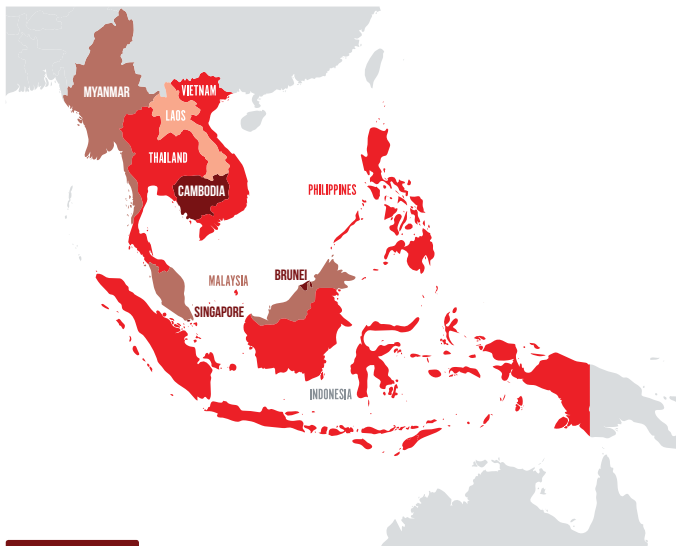 MYANMAR
VIETNAM
LAOS
THAILAND
CAMBODIA
PHILIPPINES
BRUNEI
MALAYSIA
SINGAPORE
INDONESIA